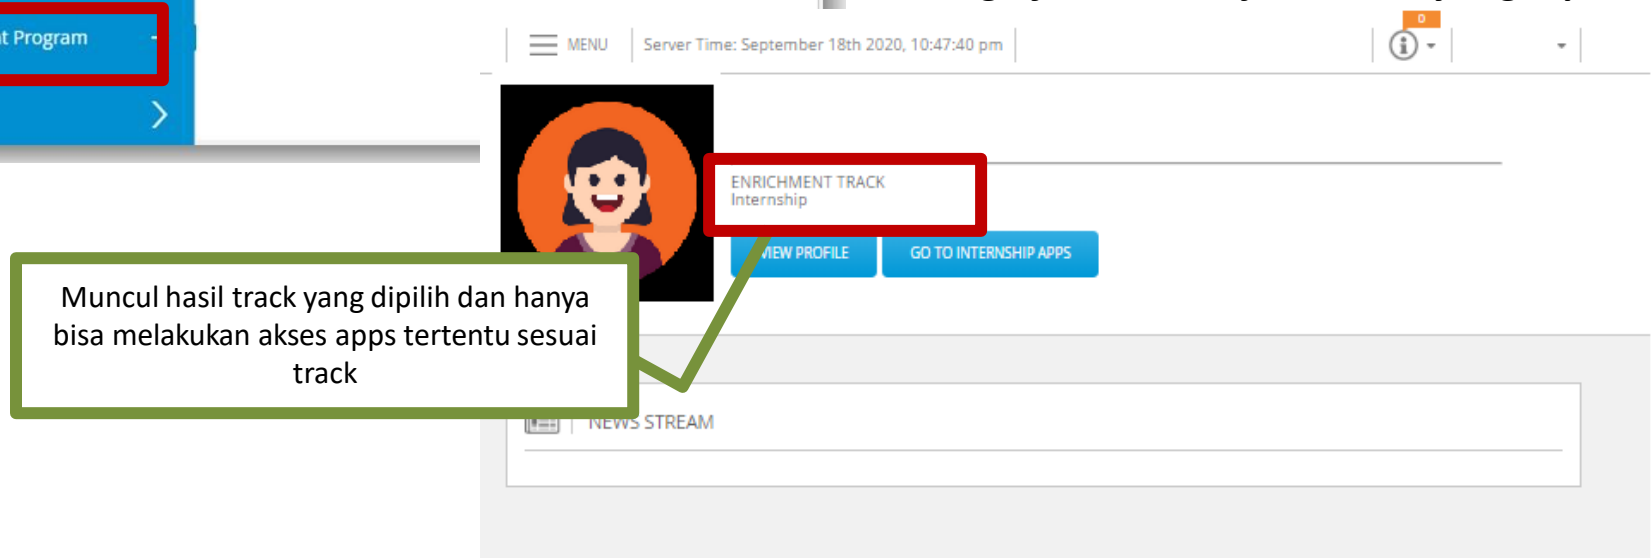 t Program
0
MENU
Server Time: September 18th 2020, 10:47:40 pm
ENRICHMENT TRACK
Internship
VIEW PROFILE
GO TO INTERNSHIP APPS
Muncul hasil track yang dipilih dan hanya
bisa melakukan akses apps tertentu sesuai
track
NEWS STREAM